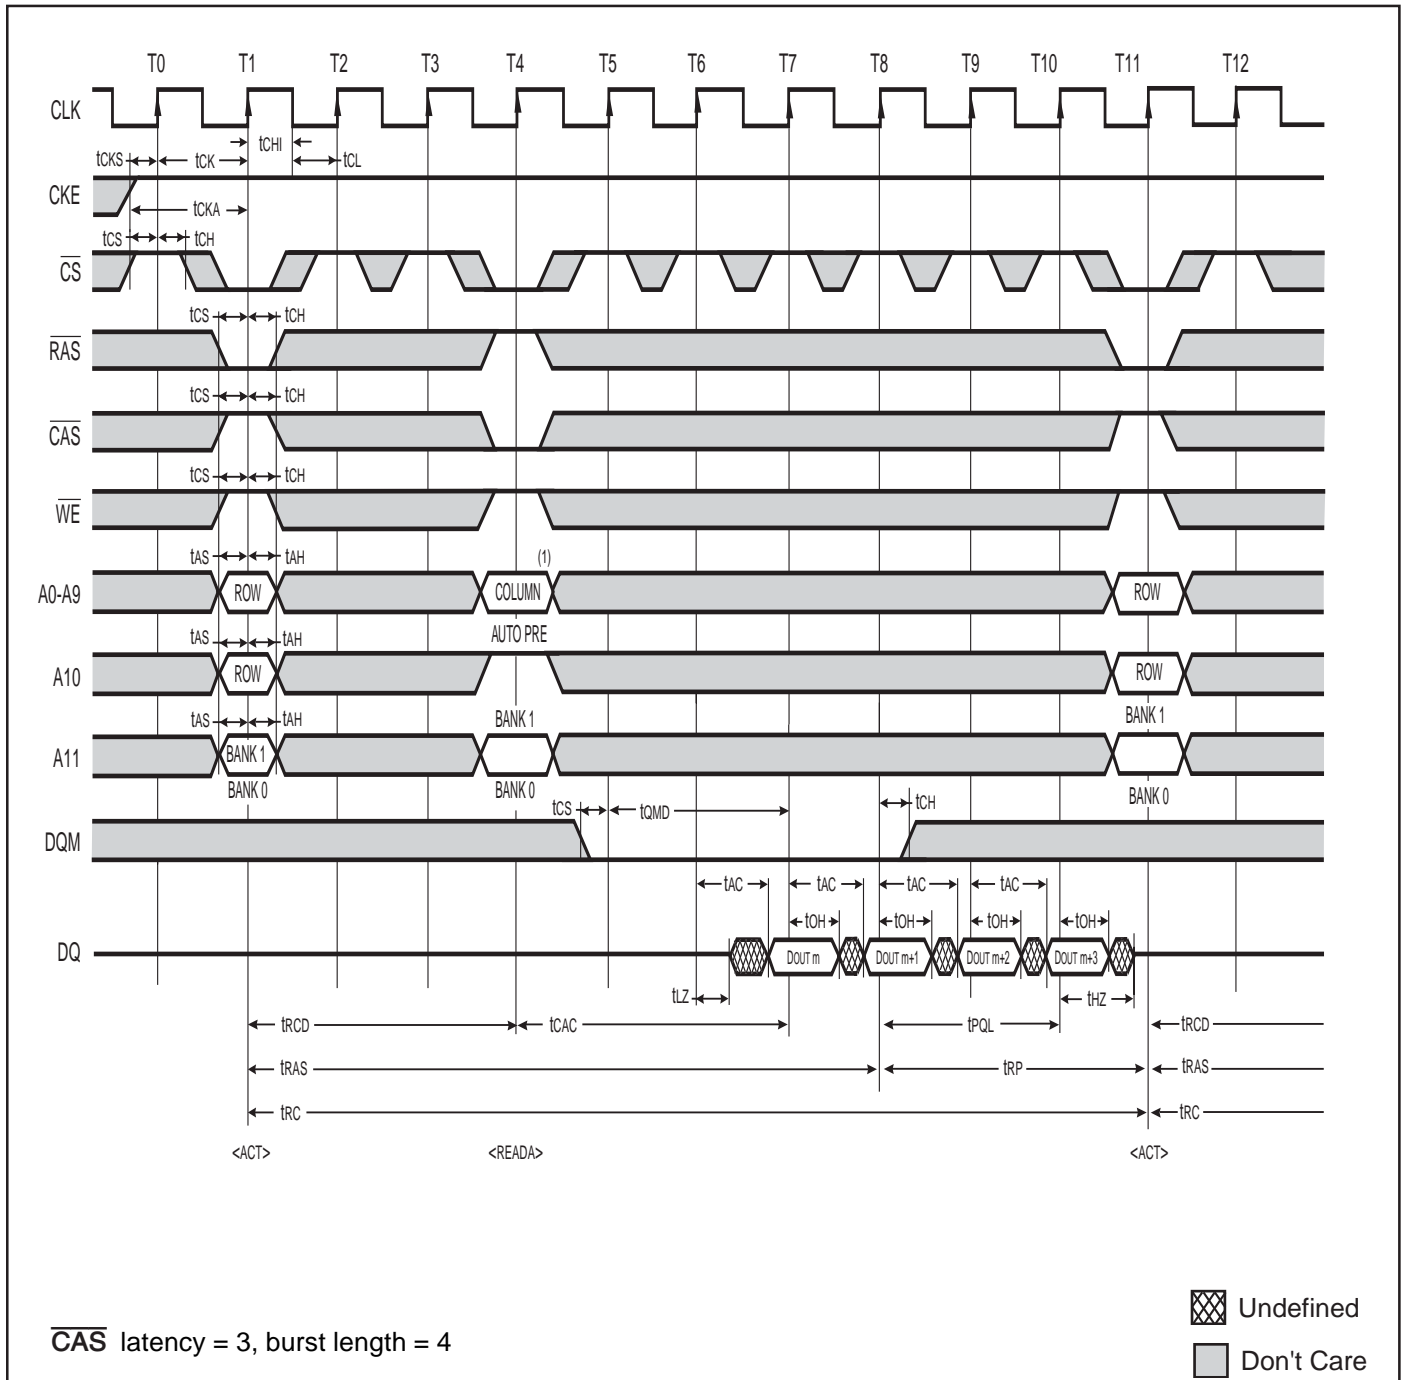 T0 T1 T2 T3 T4 T5 T6 T7 T8 T9 T10 T11 T12
CLK
tCHI
tCKS tCK tCL
CKE
tCKA
tCS tCH
CS
tCS tCH
RAS
tCS tCH
CAS
tCS tCH
WE
tAS tAH (1)
A0-A9 ROW COLUMN ROW
tAS tAH AUTO PRE
A10 ROW ROW
tAS tAH BANK 1 BANK 1
A11 BANK 1
BANK 0 BANK 0 BANK 0
tCS tQMD tCH
DQM
tAC tAC tAC tAC
tOH tOH tOH tOH
DQ DOUT m DOUT m+1 DOUT m+2 DOUT m+3
tLZ tHZ
tRCD tCAC tPQL tRCD
tRAS tRP tRAS
tRC tRC
<ACT> <READA> <ACT>
Undefined
CAS latency = 3, burst length = 4
Don't Care